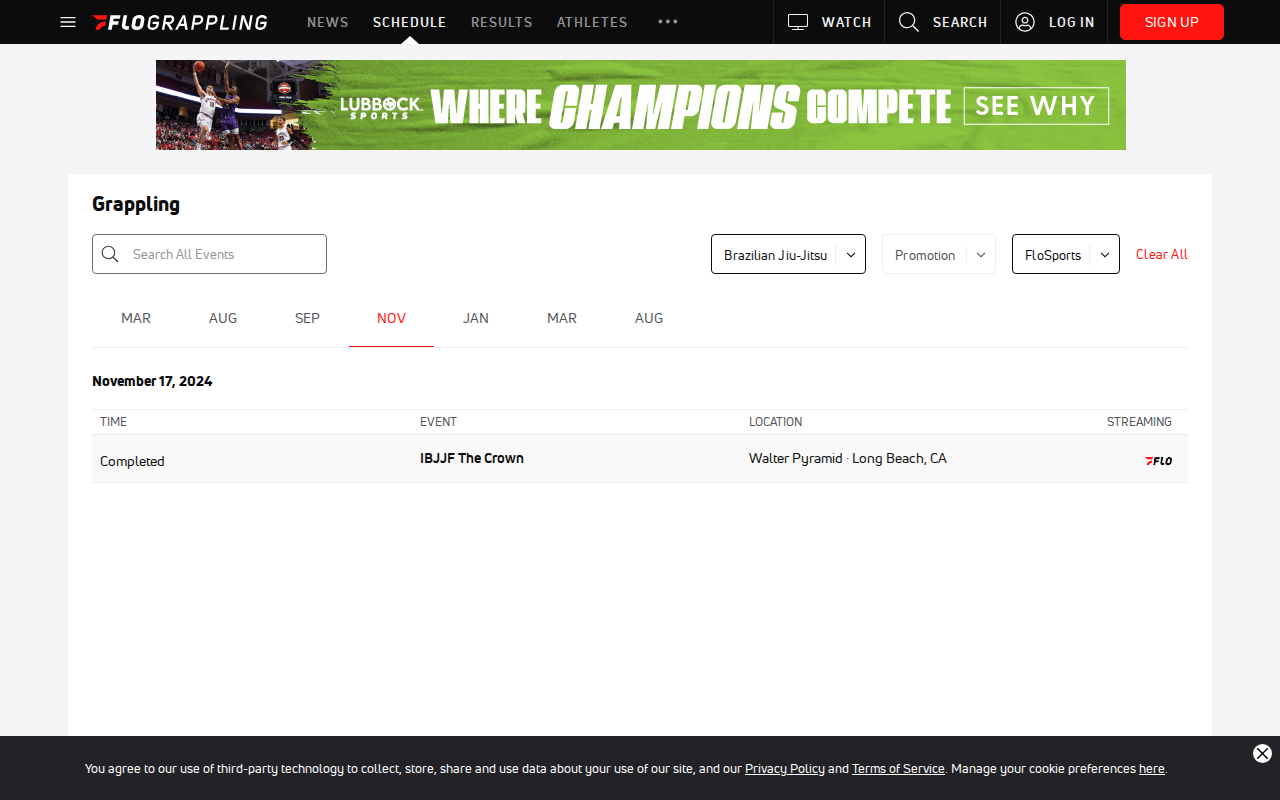 FLOGRAPPLING NEWS SCHEDULE RESULTS ATHLETES WATCH SEARCH LOG IN SIGN UP
LUBBOCK SPORTS WHERE CHAMPIONS COMPETE SEE WHY
Grappling
Search All Events Brazilian Jiu-Jitsu Promotion FloSports Clear All
MAR AUG SEP NOV JAN MAR AUG
November 17, 2024
TIME EVENT LOCATION STREAMING
Completed IBJJF The Crown Walter Pyramid · Long Beach, CA FLO
You agree to our use of third-party technology to collect, store, share and use data about your use of our site, and our Privacy Policy and Terms of Service. Manage your cookie preferences here.